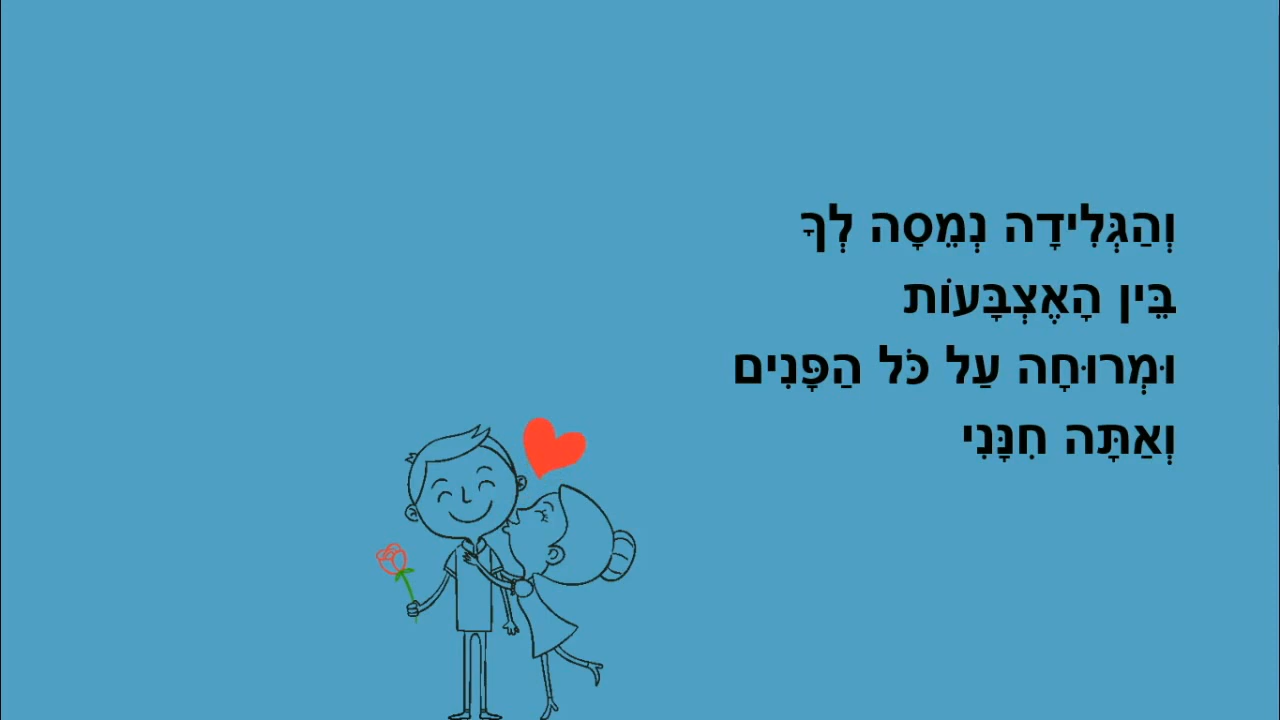 וְהַגְּלִידָה נְמֵסָה לְךָ
בֵּין הָאֶצְבָּעוֹת
וּמְרוּחָה עַל כֹּל הַפָּנִים
וְאַתָּה חִנָּנִי